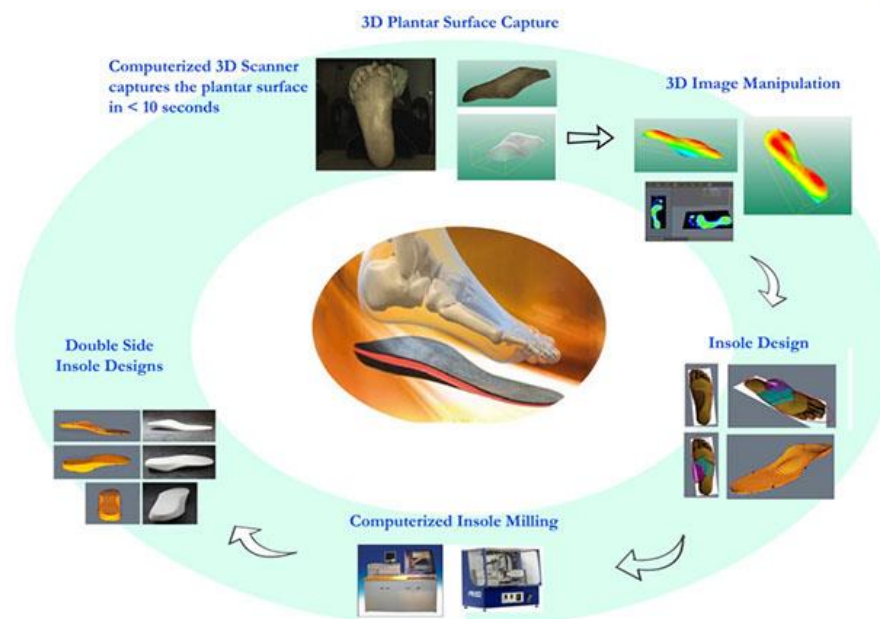 3D Plantar Surface Capture
Computerized 3D Scanner
captures the plantar surface
in < 10 seconds
3D Image Manipulation
Insole Design
Computerized Insole Milling
Double Side
Insole Designs